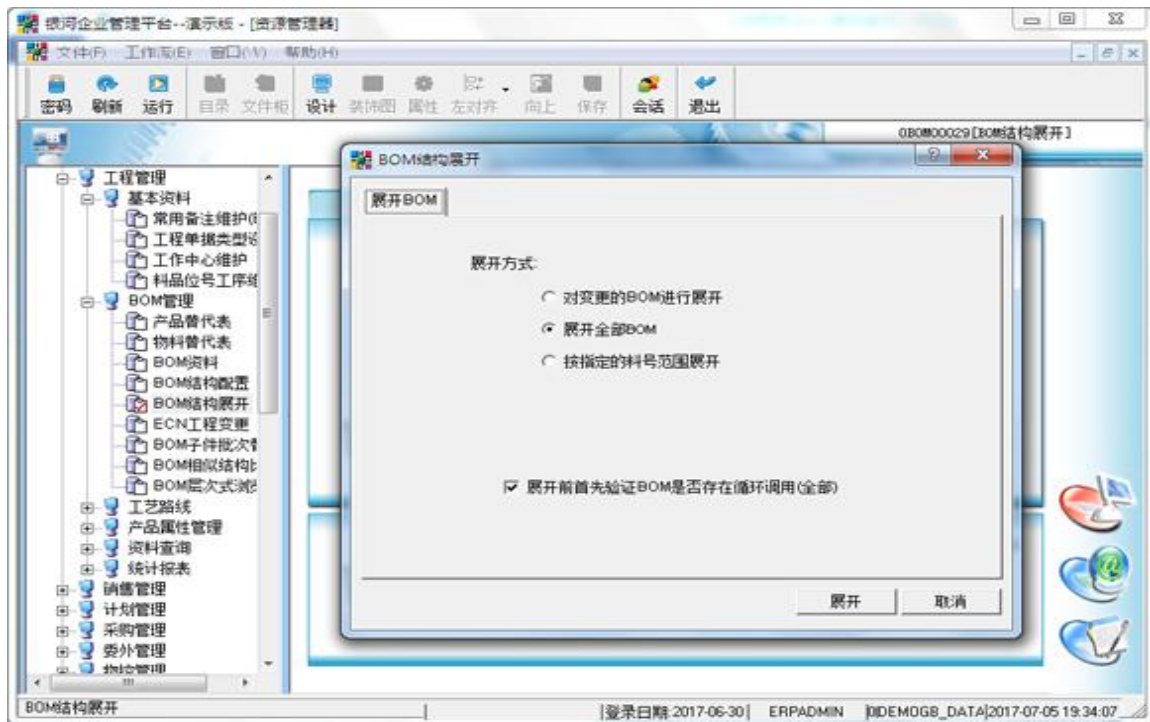 银河企业管理平台--演示版 - [资源管理器]
文件(F) 工作流(E) 窗口(W) 帮助(H)
密码 刷新 运行 目录 文件柜 设计 装饰图 属性 左对齐 向上 保存 会话 退出
0BOM00029[BOM结构展开]
工程管理
基本资料
常用备注维护(
工程单据类型
工作中心维护
料品位号工序
BOM管理
产品替代表
物料替代表
BOM资料
BOM结构配置
BOM结构展开
ECN工程变更
BOM子件批次
BOM相似结构
BOM层次式浏
工艺路线
产品属性管理
资料查询
统计报表
销售管理
计划管理
采购管理
委外管理
物控管理
BOM结构展开
展开BOM
展开方式:
对变更的BOM进行展开
展开全部BOM
按指定的料号范围展开
展开前首先验证BOM是否存在循环调用(全部)
展开 取消
BOM结构展开
登录日期:2017-06-30 ERPADMIN 0|DEMOGB_DATA|2017-07-05 19:34:07